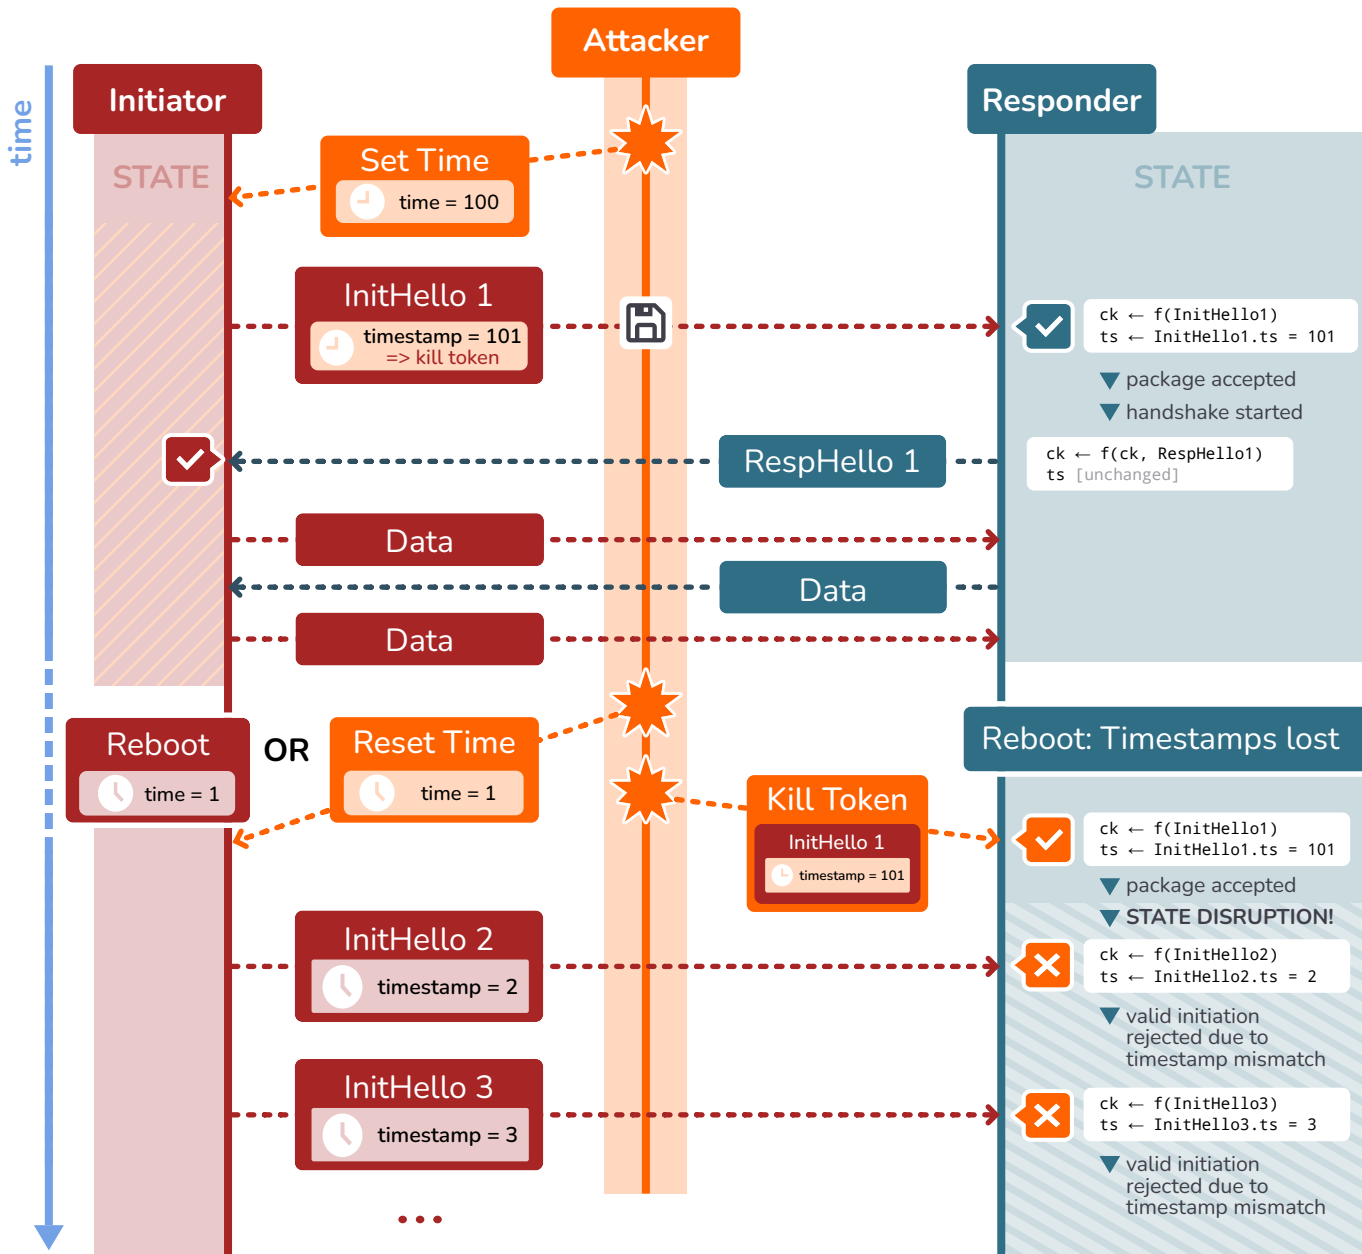 Attacker
Initiator
Responder
time
STATE
STATE
Set Time
time = 100
InitHello 1
timestamp = 101
=> kill token
ck ← f(InitHello1)
ts ← InitHello1.ts = 101
package accepted
handshake started
RespHello 1
ck ← f(ck, RespHello1)
ts [unchanged]
Data
Data
Data
Reboot
time = 1
OR
Reset Time
time = 1
Reboot: Timestamps lost
Kill Token
InitHello 1
timestamp = 101
ck ← f(InitHello1)
ts ← InitHello1.ts = 101
package accepted
STATE DISRUPTION!
InitHello 2
timestamp = 2
ck ← f(InitHello2)
ts ← InitHello2.ts = 2
valid initiation
rejected due to
timestamp mismatch
InitHello 3
timestamp = 3
ck ← f(InitHello3)
ts ← InitHello3.ts = 3
valid initiation
rejected due to
timestamp mismatch
...